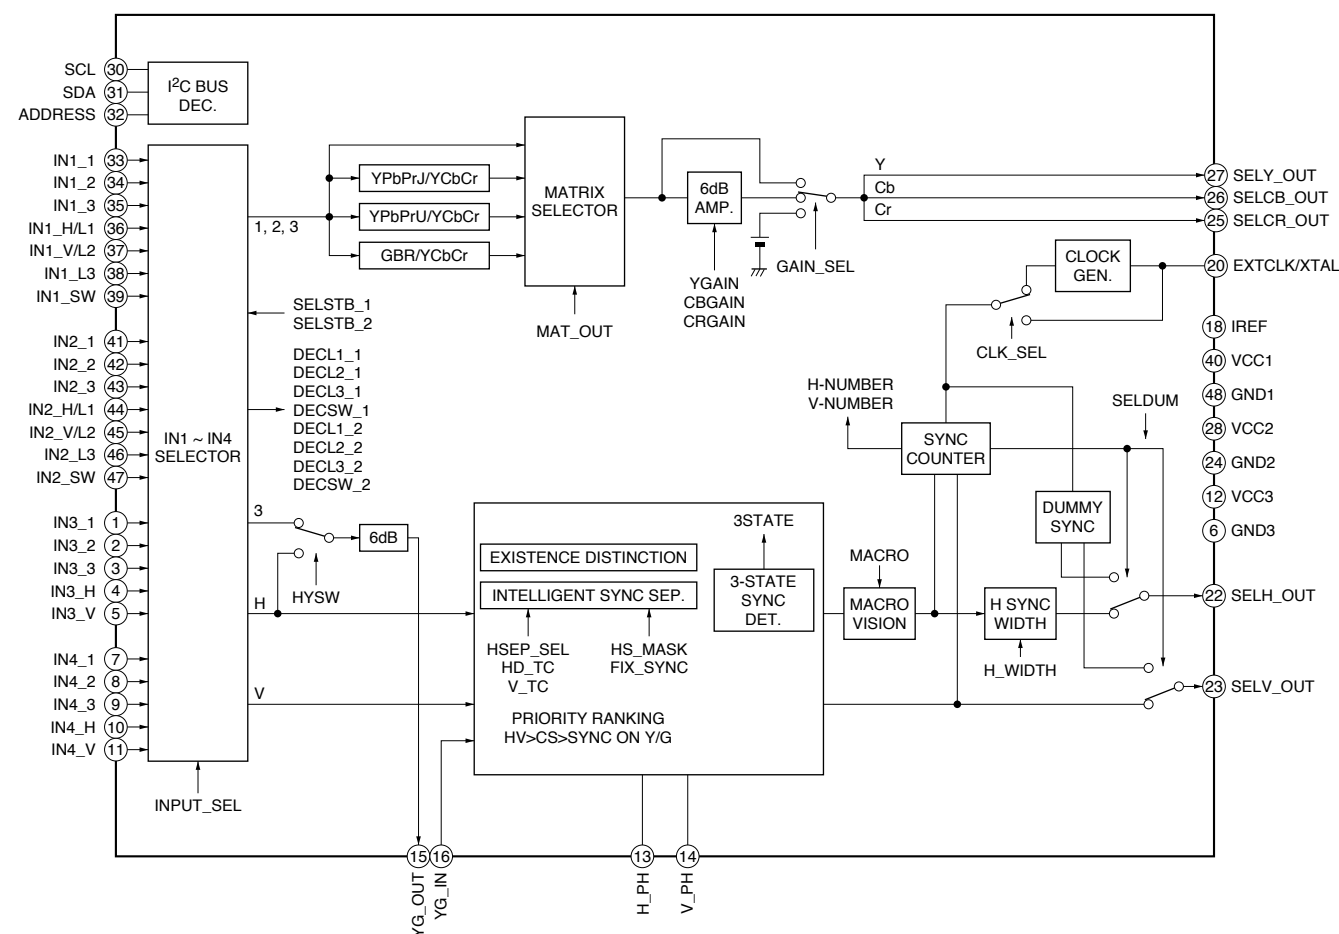 SCL 30
SDA 31
ADDRESS 32
I²C BUS
DEC.
IN1_1 33
IN1_2 34
IN1_3 35
IN1_H/L1 36
IN1_V/L2 37
IN1_L3 38
IN1_SW 39
IN2_1 41
IN2_2 42
IN2_3 43
IN2_H/L1 44
IN2_V/L2 45
IN2_L3 46
IN2_SW 47
IN3_1 1
IN3_2 2
IN3_3 3
IN3_H 4
IN3_V 5
IN4_1 7
IN4_2 8
IN4_3 9
IN4_H 10
IN4_V 11
IN1 ~ IN4
SELECTOR
INPUT_SEL
1, 2, 3
YPbPrJ/YCbCr
YPbPrU/YCbCr
GBR/YCbCr
MATRIX
SELECTOR
MAT_OUT
6dB
AMP.
YGAIN
CBGAIN
CRGAIN
GAIN_SEL
Y
Cb
Cr
27 SELY_OUT
26 SELCB_OUT
25 SELCR_OUT
CLOCK
GEN.
20 EXTCLK/XTAL
CLK_SEL
18 IREF
40 VCC1
48 GND1
28 VCC2
24 GND2
12 VCC3
6 GND3
SELSTB_1
SELSTB_2
DECL1_1
DECL2_1
DECL3_1
DECSW_1
DECL1_2
DECL2_2
DECL3_2
DECSW_2
H-NUMBER
V-NUMBER
SELDUM
SYNC
COUNTER
DUMMY
SYNC
3
6dB
HYSW
H
V
EXISTENCE DISTINCTION
INTELLIGENT SYNC SEP.
HSEP_SEL
HD_TC
V_TC
HS_MASK
FIX_SYNC
3STATE
3-STATE
SYNC
DET.
PRIORITY RANKING
HV>CS>SYNC ON Y/G
MACRO
MACRO
VISION
H SYNC
WIDTH
H_WIDTH
22 SELH_OUT
23 SELV_OUT
15
YG_OUT
16
YG_IN
13
H_PH
14
V_PH